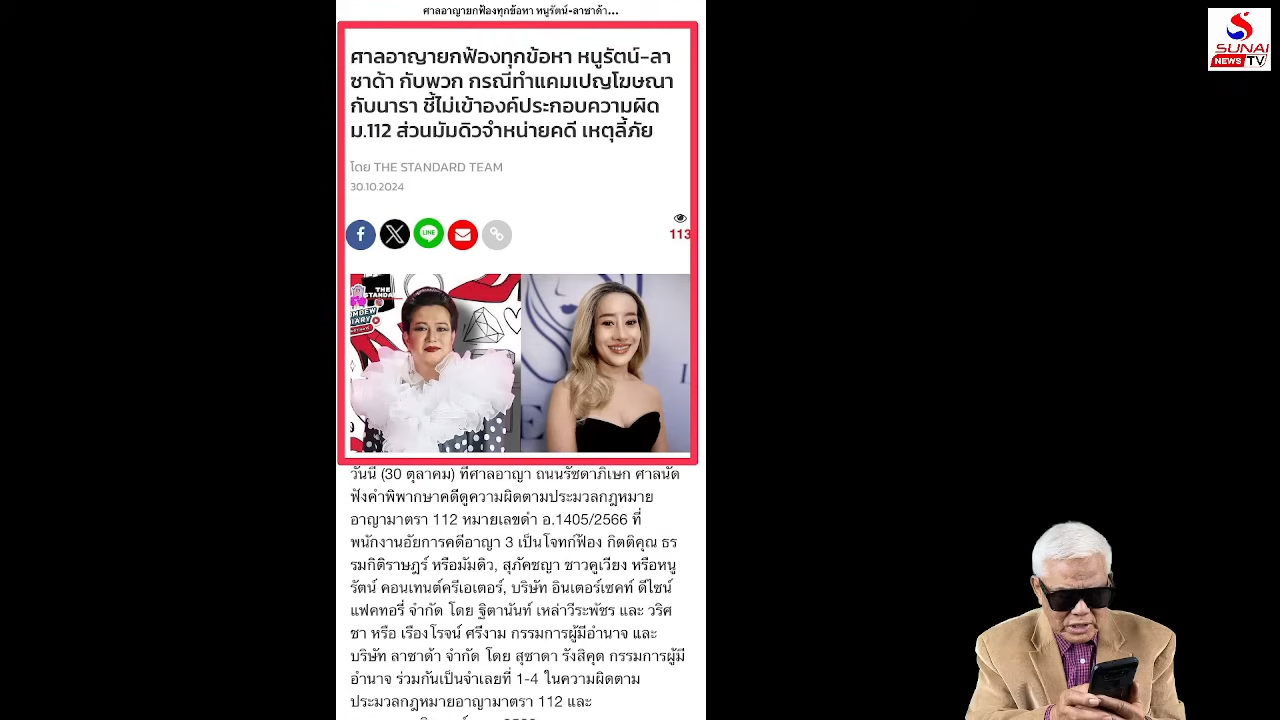 ศาลอาญายกฟ้องทุกข้อหา หนูรัตน์-ลาซาด้า...
SUNAI
NEWS TV
ศาลอาญายกฟ้องทุกข้อหา หนูรัตน์-ลา
ซาด้า กับพวก กรณีทำแคมเปญโฆษณา
กับนารา ชี้ไม่เข้าองค์ประกอบความผิด
ม.112 ส่วนมัมดิวจำหน่ายคดี เหตุลี้ภัย
โดย THE STANDARD TEAM
30.10.2024
LINE
113
THE
STANDA
MDEW
IARY
วันนี้ (30 ตุลาคม) ที่ศาลอาญา ถนนรัชดาภิเษก ศาลนัด
ฟังคำพิพากษาคดีดูความผิดตามประมวลกฎหมาย
อาญามาตรา 112 หมายเลขดำ อ.1405/2566 ที่
พนักงานอัยการคดีอาญา 3 เป็นโจทก์ฟ้อง กิตติคุณ ธร
รมกิติราษฎร์ หรือมัมดิว, สุภัคชญา ชาวคูเวียง หรือหนู
รัตน์ คอนเทนต์ครีเอเตอร์, บริษัท อินเตอร์เซคท์ ดีไซน์
แฟคทอรี่ จำกัด โดย ฐิตานันท์ เหล่าวีระพัชร และ วริศ
ชา หรือ เรืองโรจน์ ศรีงาม กรรมการผู้มีอำนาจ และ
บริษัท ลาซาด้า จำกัด โดย สุชาดา รังสิคุต กรรมการผู้มี
อำนาจ ร่วมกันเป็นจำเลยที่ 1-4 ในความผิดตาม
ประมวลกฎหมายอาญามาตรา 112 และ